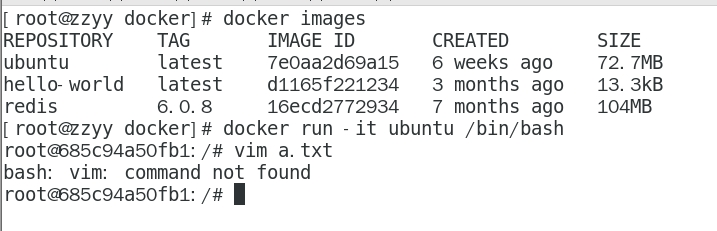 [root@zzyy docker]# docker images
REPOSITORY TAG IMAGE ID CREATED SIZE
ubuntu latest 7e0aa2d69a15 6 weeks ago 72.7MB
hello-world latest d1165f221234 3 months ago 13.3kB
redis 6.0.8 16ecd2772934 7 months ago 104MB
[root@zzyy docker]# docker run -it ubuntu /bin/bash
root@685c94a50fb1:/# vim a.txt
bash: vim: command not found
root@685c94a50fb1:/#